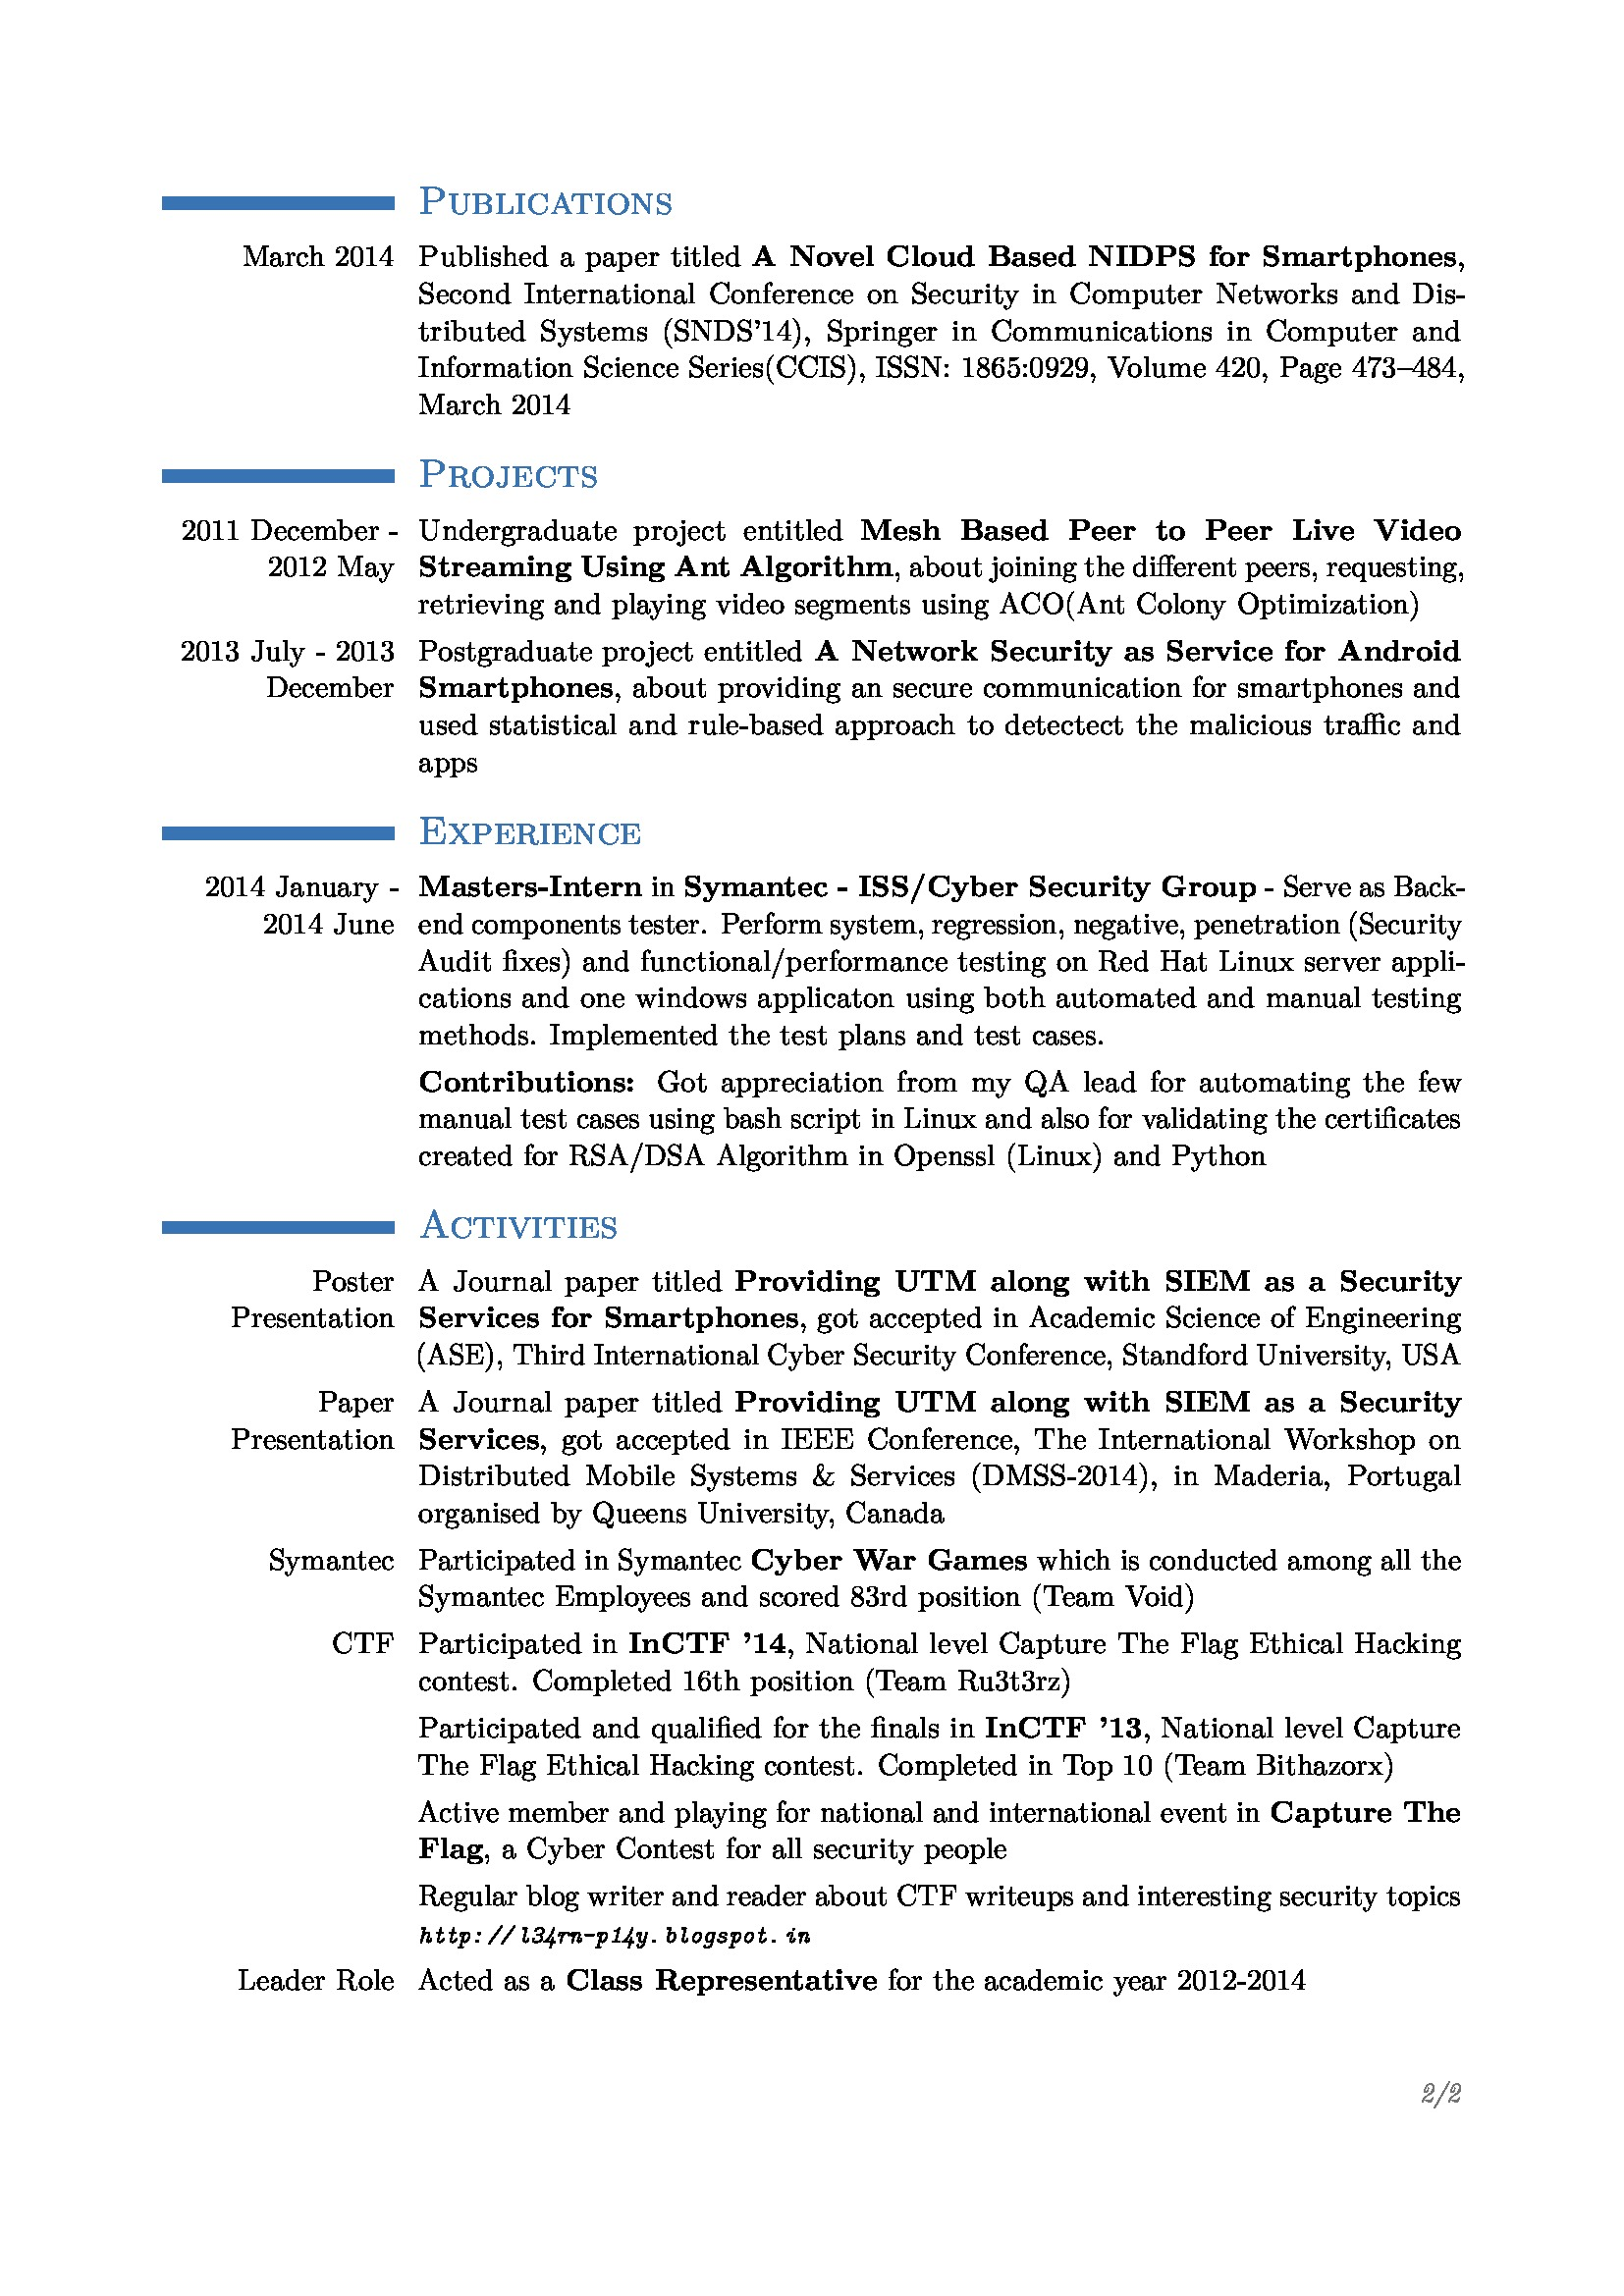 PUBLICATIONS
March 2014 Published a paper titled A Novel Cloud Based NIDPS for Smartphones,
Second International Conference on Security in Computer Networks and Dis-
tributed Systems (SNDS'14), Springer in Communications in Computer and
Information Science Series(CCIS), ISSN: 1865:0929, Volume 420, Page 473–484,
March 2014
PROJECTS
2011 December - Undergraduate project entitled Mesh Based Peer to Peer Live Video
2012 May Streaming Using Ant Algorithm, about joining the different peers, requesting,
retrieving and playing video segments using ACO(Ant Colony Optimization)
2013 July - 2013 Postgraduate project entitled A Network Security as Service for Android
December Smartphones, about providing an secure communication for smartphones and
used statistical and rule-based approach to detectect the malicious traffic and
apps
EXPERIENCE
2014 January - Masters-Intern in Symantec - ISS/Cyber Security Group - Serve as Back-
2014 June end components tester. Perform system, regression, negative, penetration (Security
Audit fixes) and functional/performance testing on Red Hat Linux server appli-
cations and one windows applicaton using both automated and manual testing
methods. Implemented the test plans and test cases.
Contributions: Got appreciation from my QA lead for automating the few
manual test cases using bash script in Linux and also for validating the certificates
created for RSA/DSA Algorithm in Openssl (Linux) and Python
ACTIVITIES
Poster A Journal paper titled Providing UTM along with SIEM as a Security
Presentation Services for Smartphones, got accepted in Academic Science of Engineering
(ASE), Third International Cyber Security Conference, Standford University, USA
Paper A Journal paper titled Providing UTM along with SIEM as a Security
Presentation Services, got accepted in IEEE Conference, The International Workshop on
Distributed Mobile Systems & Services (DMSS-2014), in Maderia, Portugal
organised by Queens University, Canada
Symantec Participated in Symantec Cyber War Games which is conducted among all the
Symantec Employees and scored 83rd position (Team Void)
CTF Participated in InCTF '14, National level Capture The Flag Ethical Hacking
contest. Completed 16th position (Team Ru3t3rz)
Participated and qualified for the finals in InCTF '13, National level Capture
The Flag Ethical Hacking contest. Completed in Top 10 (Team Bithazorx)
Active member and playing for national and international event in Capture The
Flag, a Cyber Contest for all security people
Regular blog writer and reader about CTF writeups and interesting security topics
http://l34rn-p14y.blogspot.in
Leader Role Acted as a Class Representative for the academic year 2012-2014
2/2